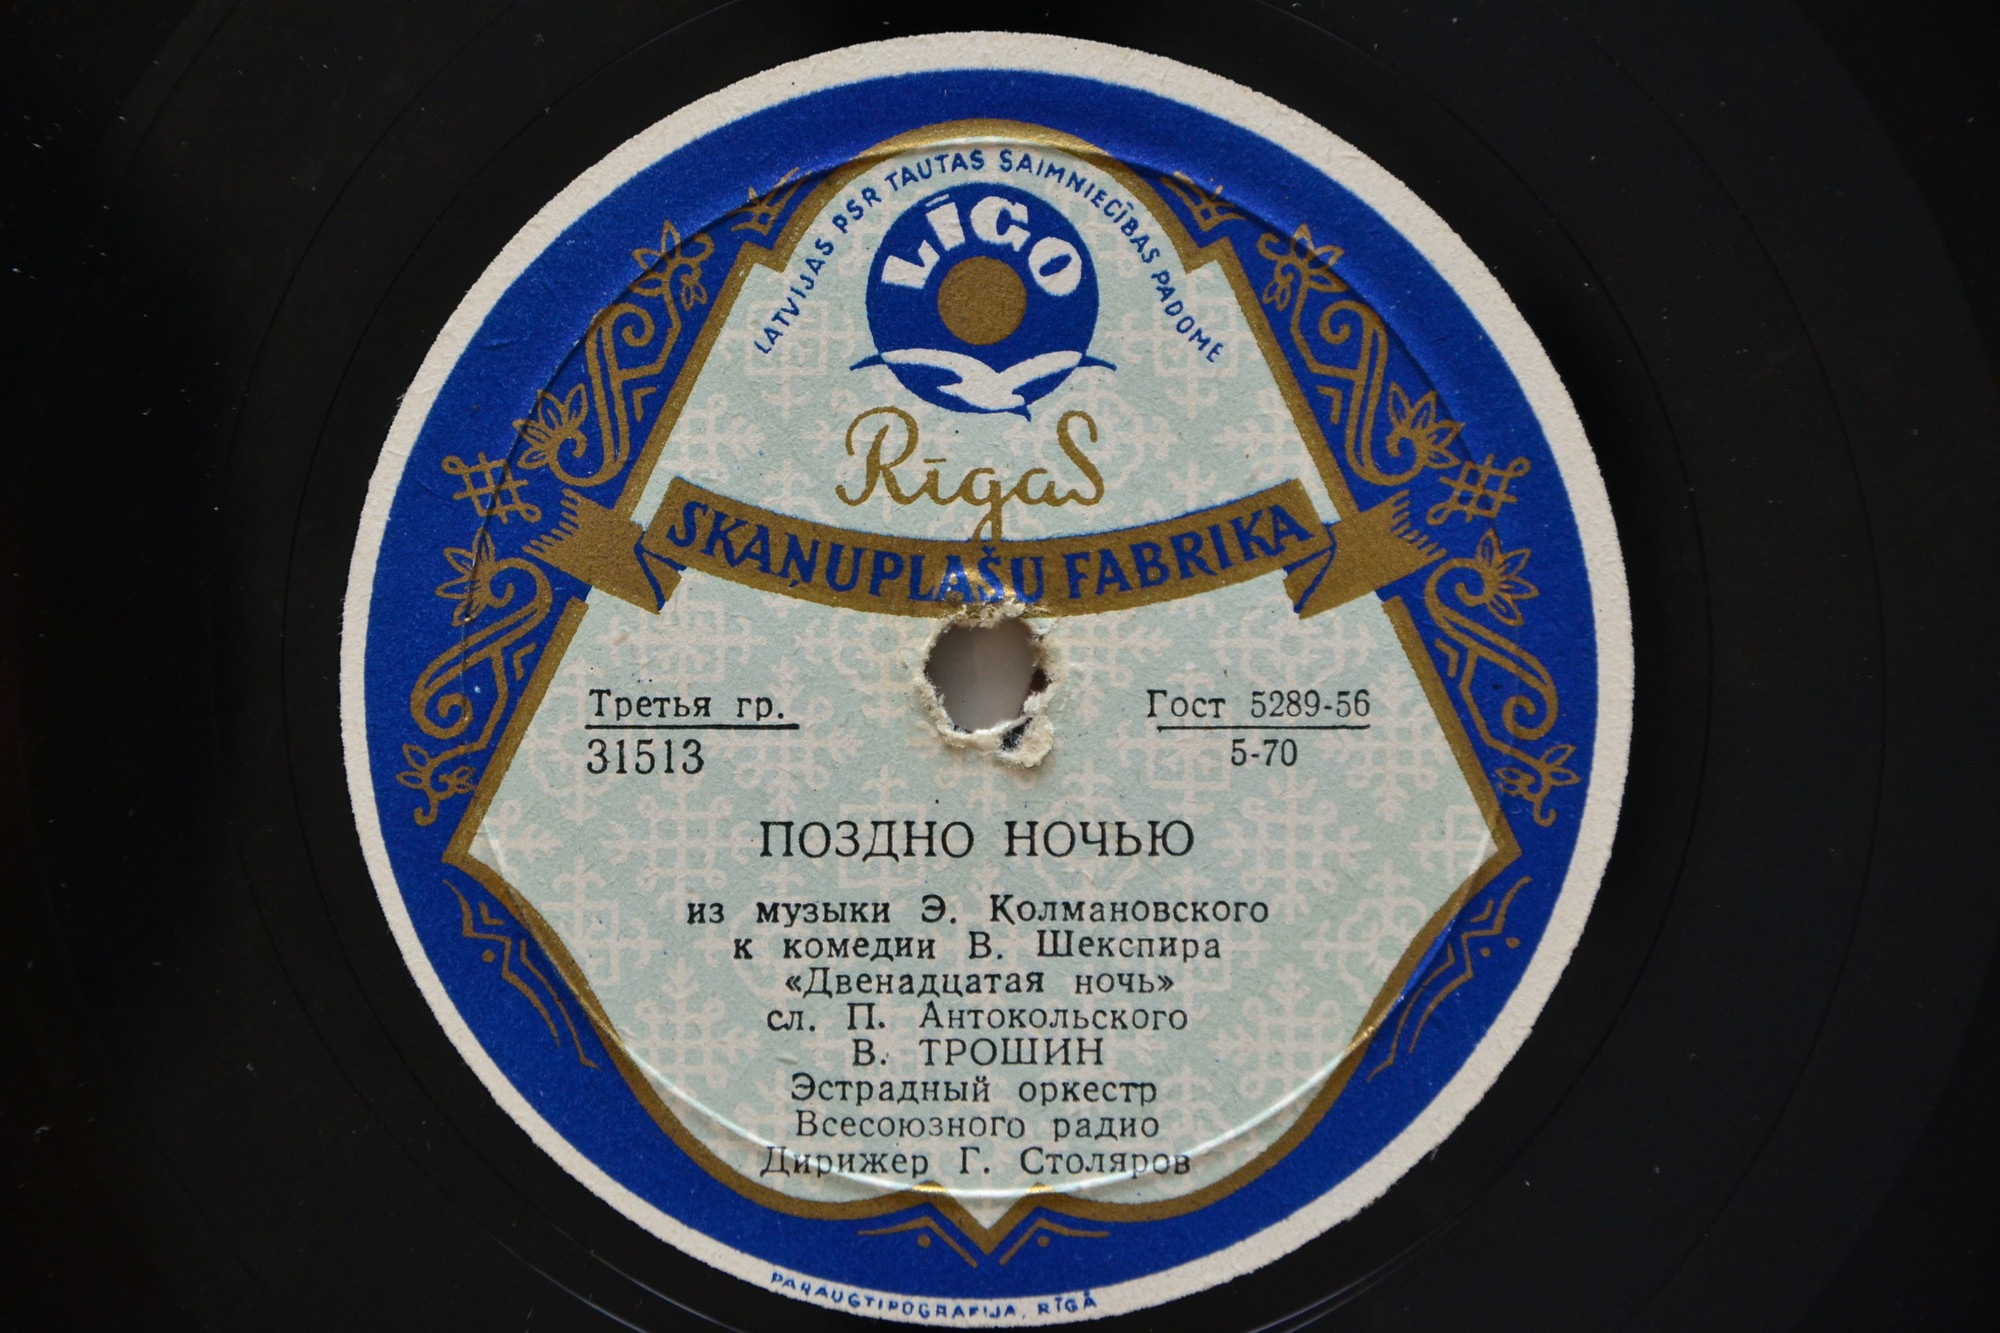 LATVIJAS PSR TAUTAS SAIMNIECĪBAS PADOME
LĪGO
Rīgas
SKAŅUPLAŠU FABRIKA
Третья гр.
31513
Гост 5289-56
5-70
ПОЗДНО НОЧЬЮ
из музыки Э. Колмановского
к комедии В. Шекспира
«Двенадцатая ночь»
сл. П. Антокольского
В. ТРОШИН
Эстрадный оркестр
Всесоюзного радио
Дирижер Г. Столяров
PARAUGTIPOGRAFIJA, RĪGĀ